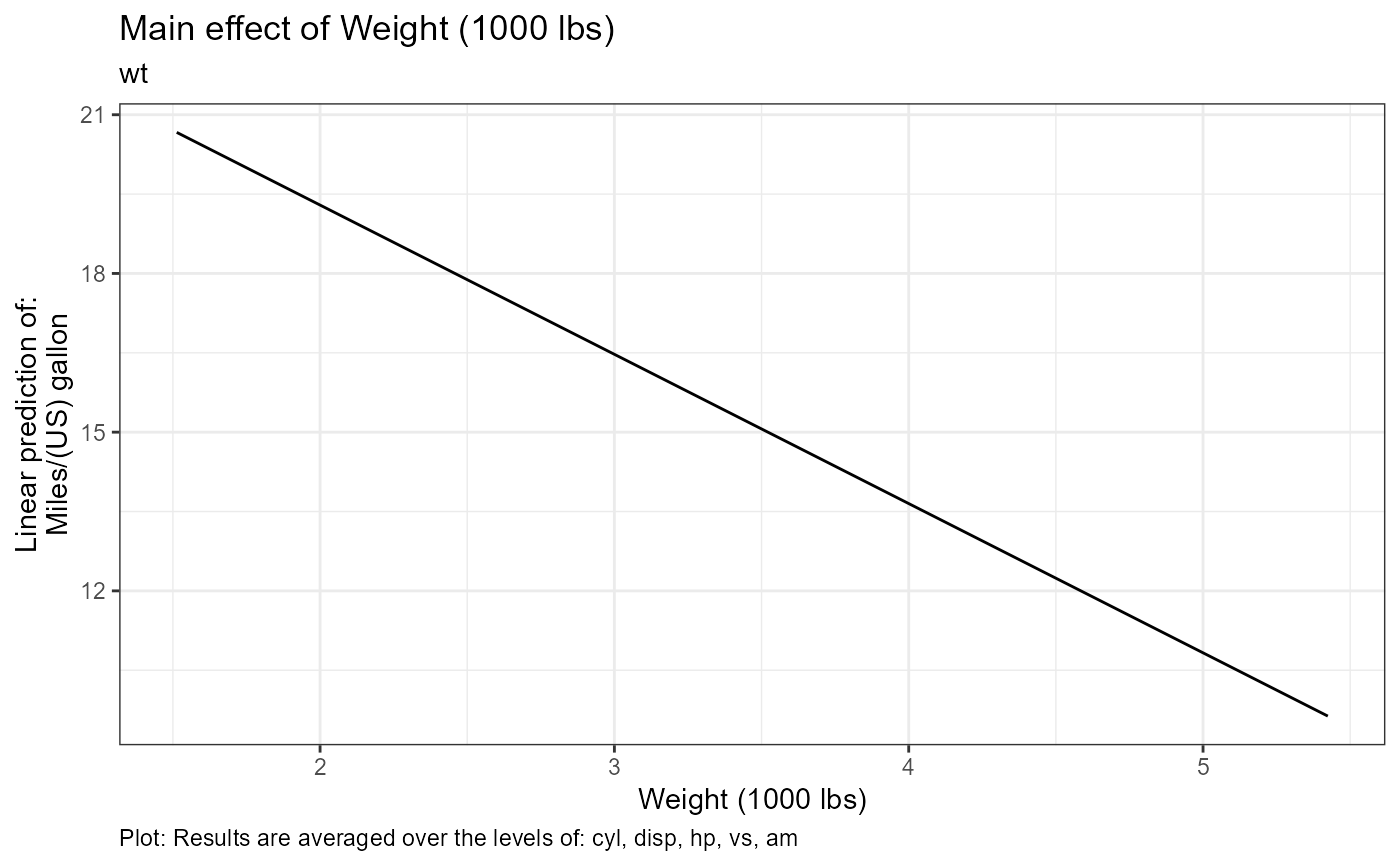 Main effect of Weight (1000 lbs)
wt
21
18
15
12
Linear prediction of:
Miles/(US) gallon
2 3 4 5
Weight (1000 lbs)
Plot: Results are averaged over the levels of: cyl, disp, hp, vs, am